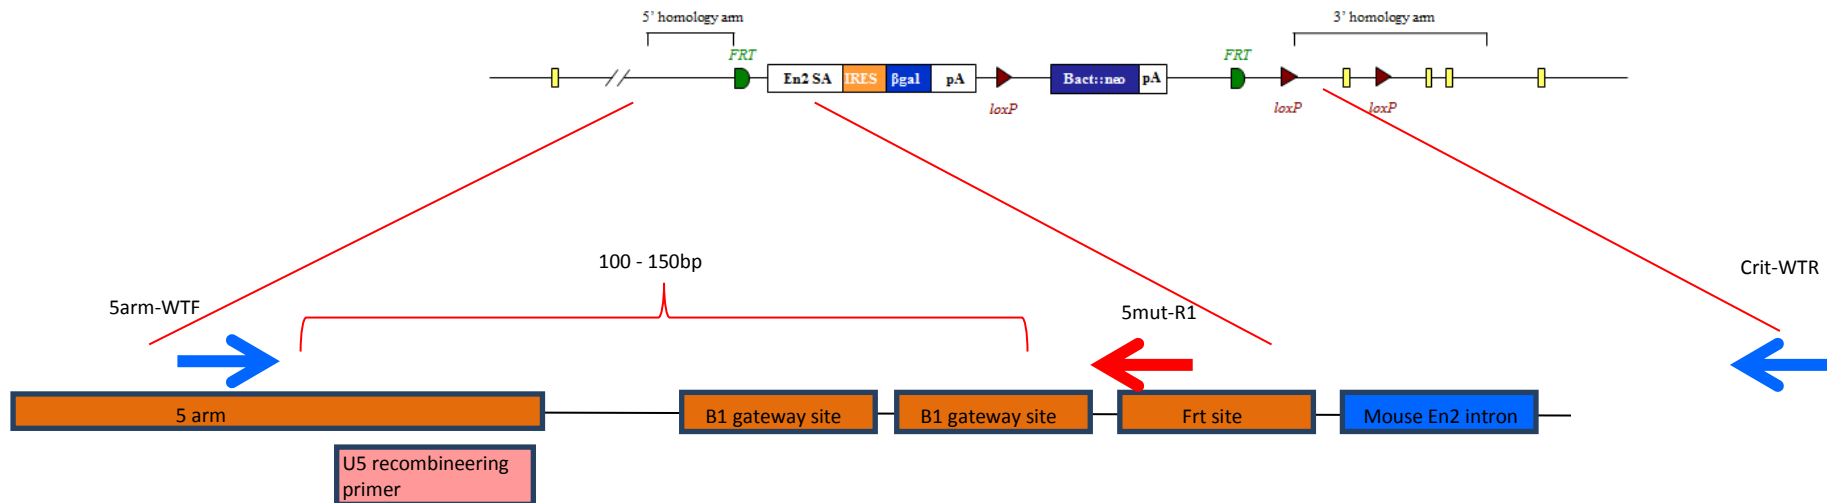 5’ homology arm
3’ homology arm
FRT
FRT
En2 SA
IRES
βgal
pA
Bact::neo
pA
loxP
loxP
loxP
100 - 150bp
Crit-WTR
5arm-WTF
5mut-R1
5 arm
B1 gateway site
B1 gateway site
Frt site
Mouse En2 intron
U5 recombineering
primer